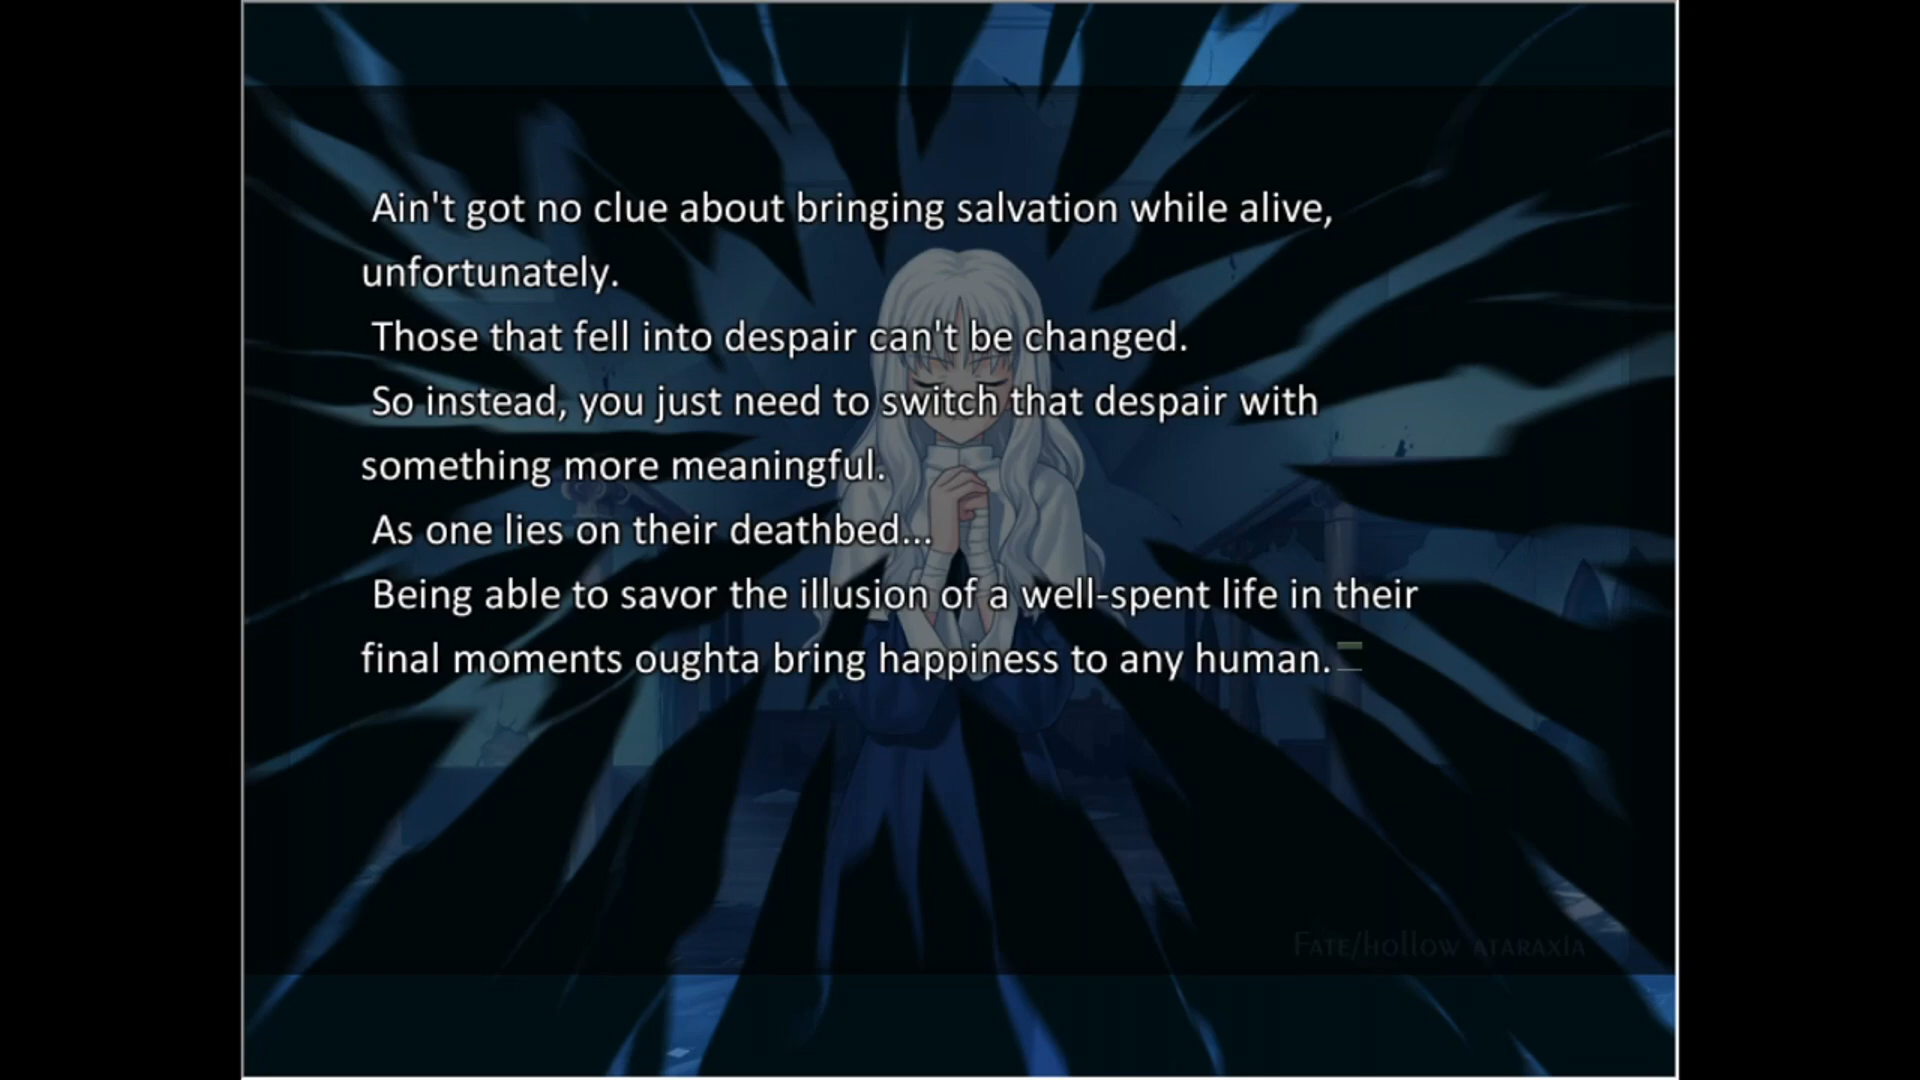 Ain't got no clue about bringing salvation while alive,
unfortunately.
Those that fell into despair can't be changed.
So instead, you just need to switch that despair with
something more meaningful.
As one lies on their deathbed...
Being able to savor the illusion of a well-spent life in their
final moments oughta bring happiness to any human.
Fate/hollow ataraxia